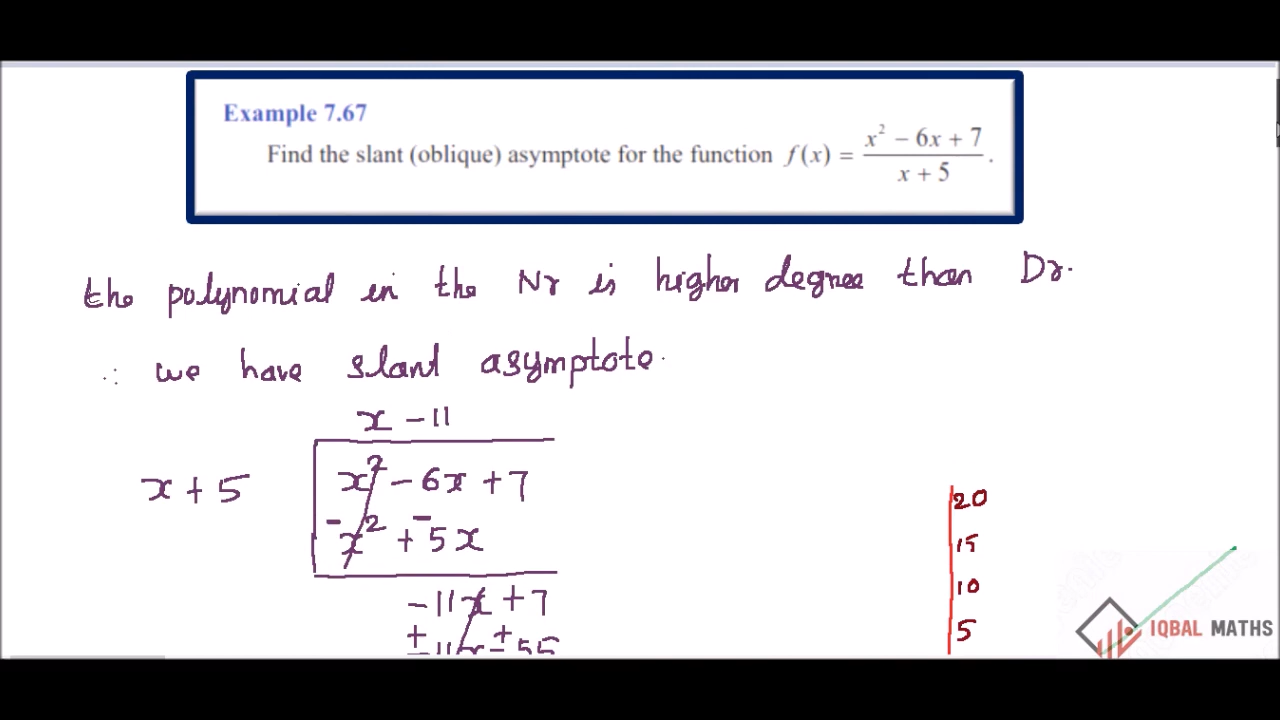 Example 7.67
Find the slant (oblique) asymptote for the function f(x) = (x² − 6x + 7)/(x + 5).
the polynomial in the Nr is higher degree than Dr.
∴ we have slant asymptote.
x − 11
x + 5 x² − 6x + 7
− x² + − 5x
− 11x + 7
20
15
10
5
IQBAL MATHS